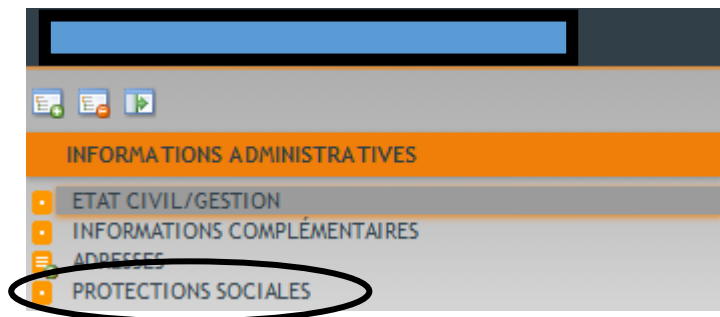 INFORMATIONS ADMINISTRATIVES
ETAT CIVIL/GESTION
INFORMATIONS COMPLÉMENTAIRES
ADRESSES
PROTECTIONS SOCIALES